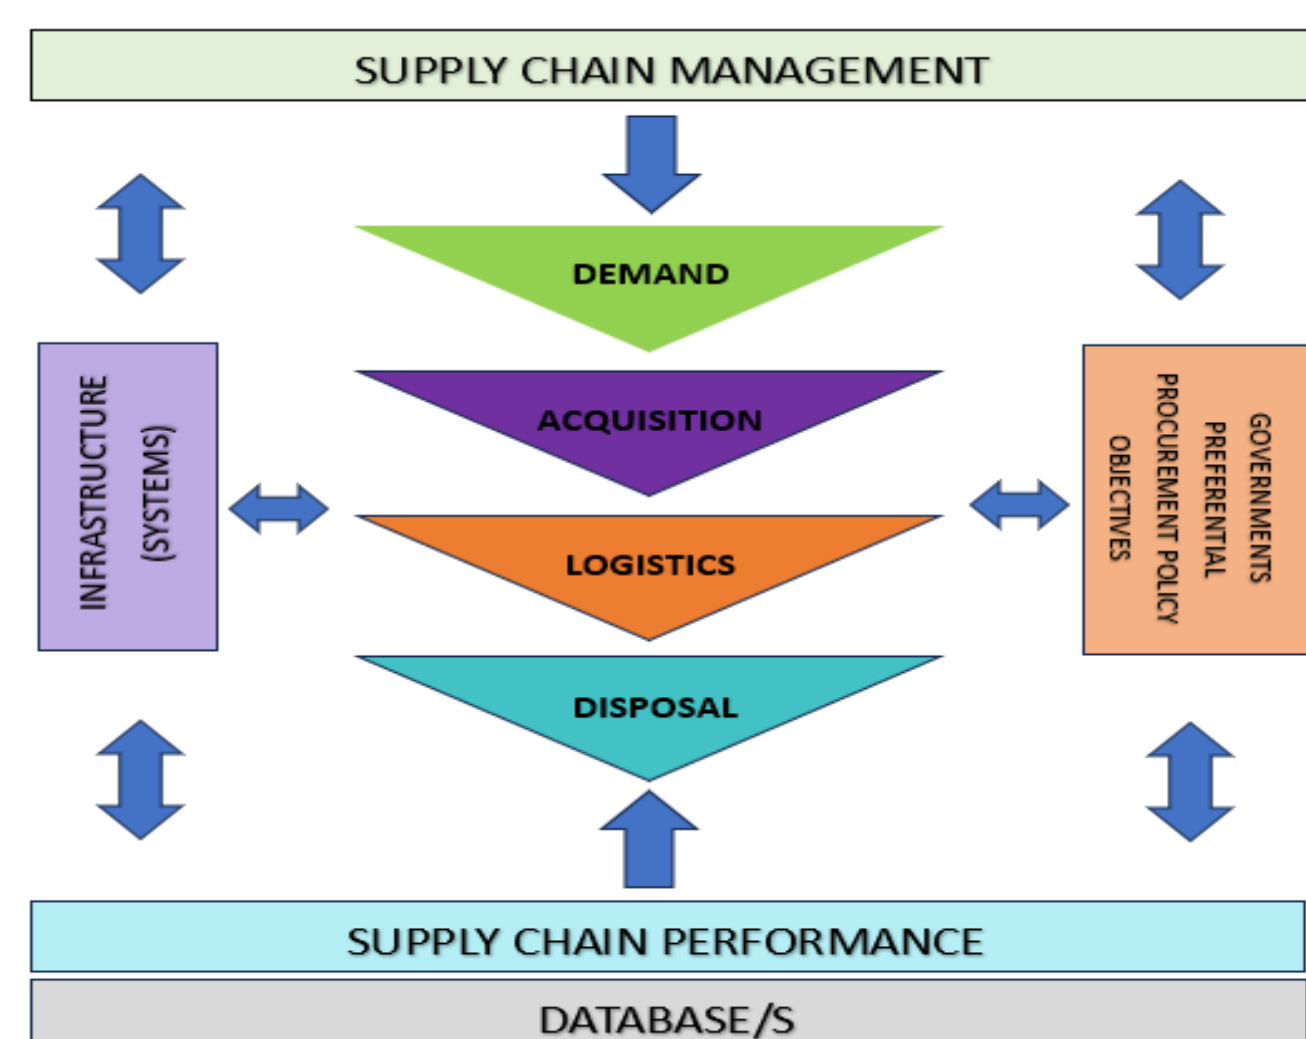 SUPPLY CHAIN MANAGEMENT
DEMAND
ACQUISITION
LOGISTICS
DISPOSAL
INFRASTRUCTURE
(SYSTEMS)
GOVERNMENTS
PREFERENTIAL
PROCUREMENT POLICY
OBJECTIVES
SUPPLY CHAIN PERFORMANCE
DATABASE/S